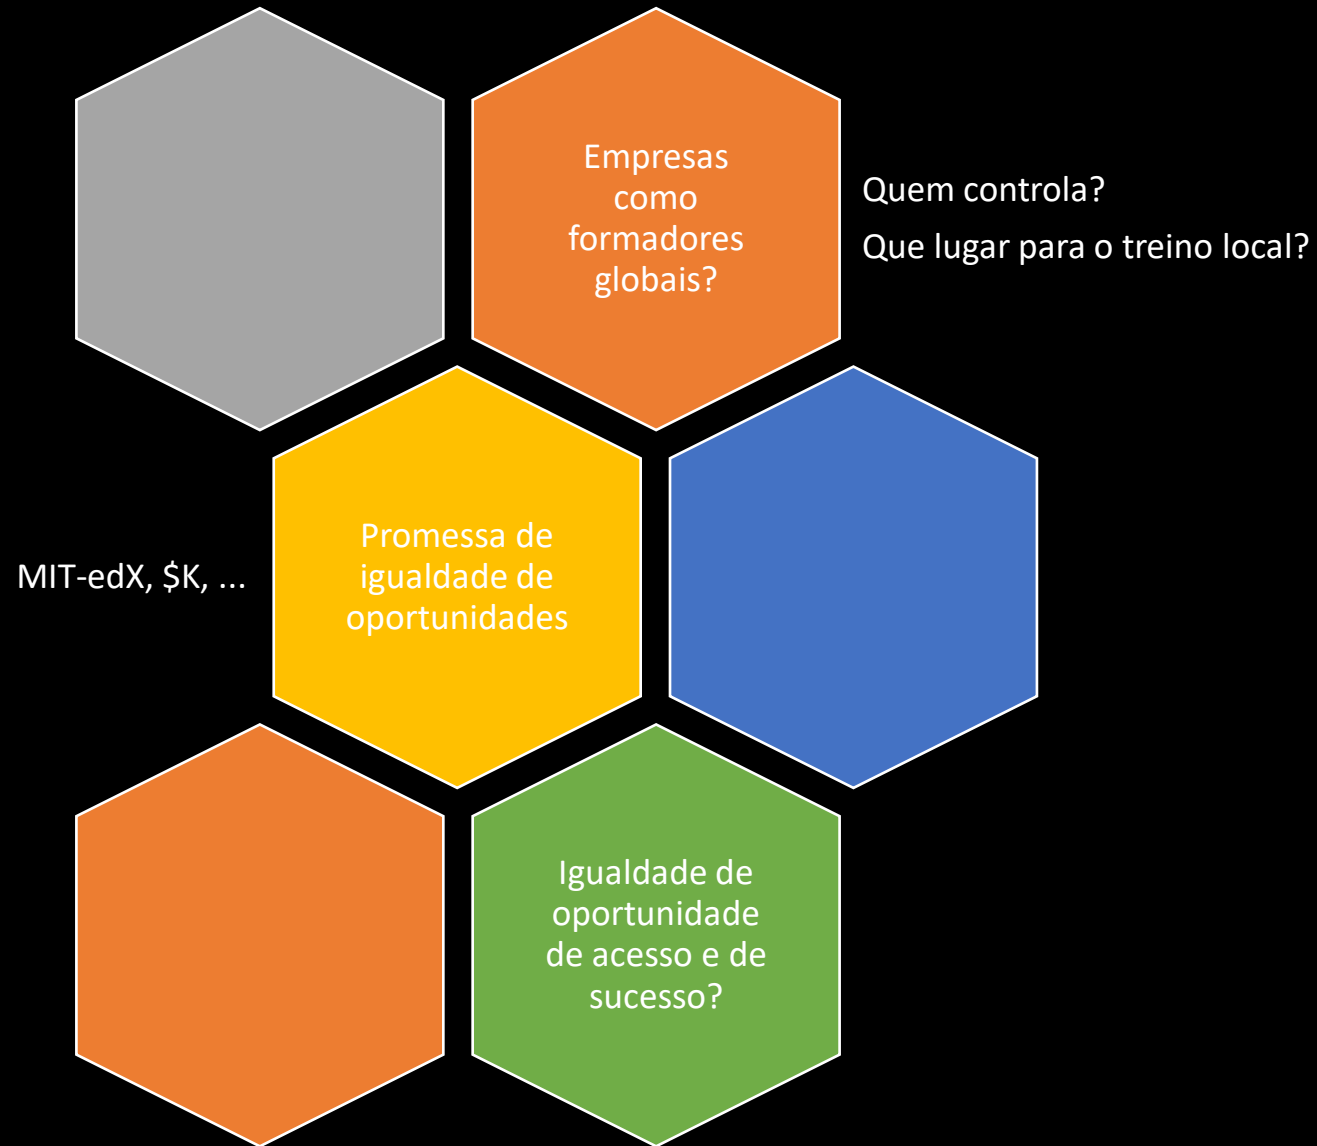 Empresas
como
formadores
globais?
Quem controla?
Que lugar para o treino local?
MIT-edX, $K, ...
Promessa de
igualdade de
oportunidades
Igualdade de
oportunidade
de acesso e de
sucesso?